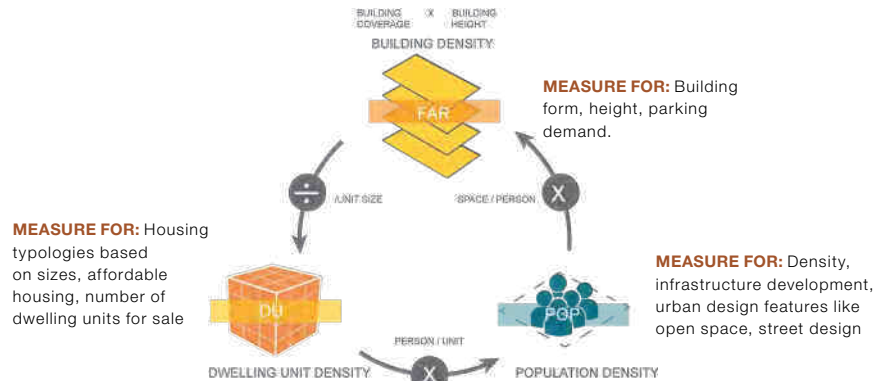 BUILDING COVERAGE X BUILDING HEIGHT
BUILDING DENSITY
FAR
MEASURE FOR: Building
form, height, parking
demand.
÷ /UNIT SIZE
SPACE / PERSON X
MEASURE FOR: Housing
typologies based
on sizes, affordable
housing, number of
dwelling units for sale
DU
POP
MEASURE FOR: Density,
infrastructure development,
urban design features like
open space, street design
PERSON / UNIT
X
DWELLING UNIT DENSITY
POPULATION DENSITY